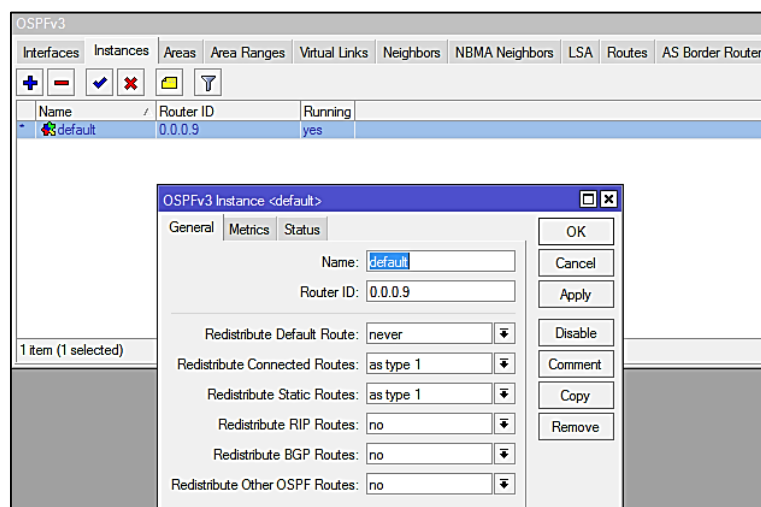 OSPFv3
Interfaces Instances Areas Area Ranges Virtual Links Neighbors NBMA Neighbors LSA Routes AS Border Router
Name / Router ID Running
* default 0.0.0.9 yes
OSPFv3 Instance <default>
General Metrics Status
OK
Name: default
Cancel
Router ID: 0.0.0.9
Apply
Redistribute Default Route: never
Disable
1 item (1 selected)
Redistribute Connected Routes: as type 1
Comment
Redistribute Static Routes: as type 1
Copy
Redistribute RIP Routes: no
Remove
Redistribute BGP Routes: no
Redistribute Other OSPF Routes: no